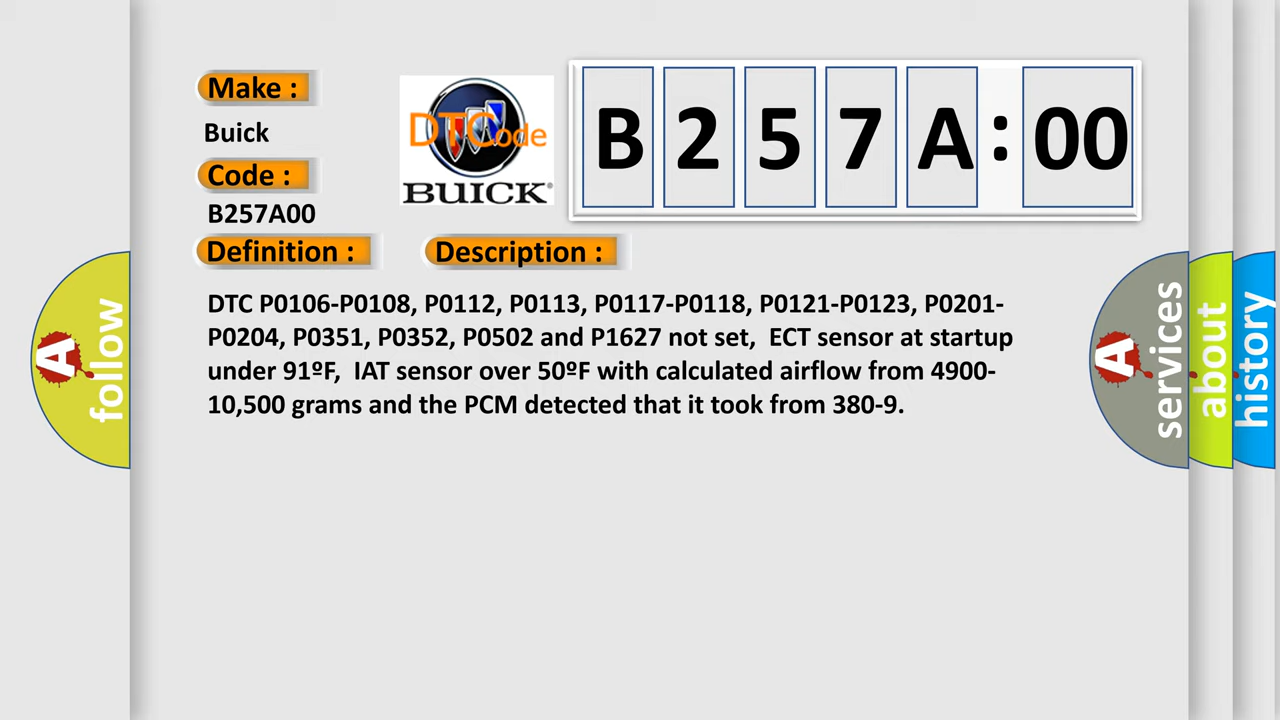 Make :
Buick
Code :
B257A00
Definition :
Description :
DTCode
BUICK®
B 2 5 7 A : 00
DTC P0106-P0108, P0112, P0113, P0117-P0118, P0121-P0123, P0201-
P0204, P0351, P0352, P0502 and P1627 not set,  ECT sensor at startup
under 91ºF,  IAT sensor over 50ºF with calculated airflow from 4900-
10,500 grams and the PCM detected that it took from 380-9.
A
follow
A
services
about
history